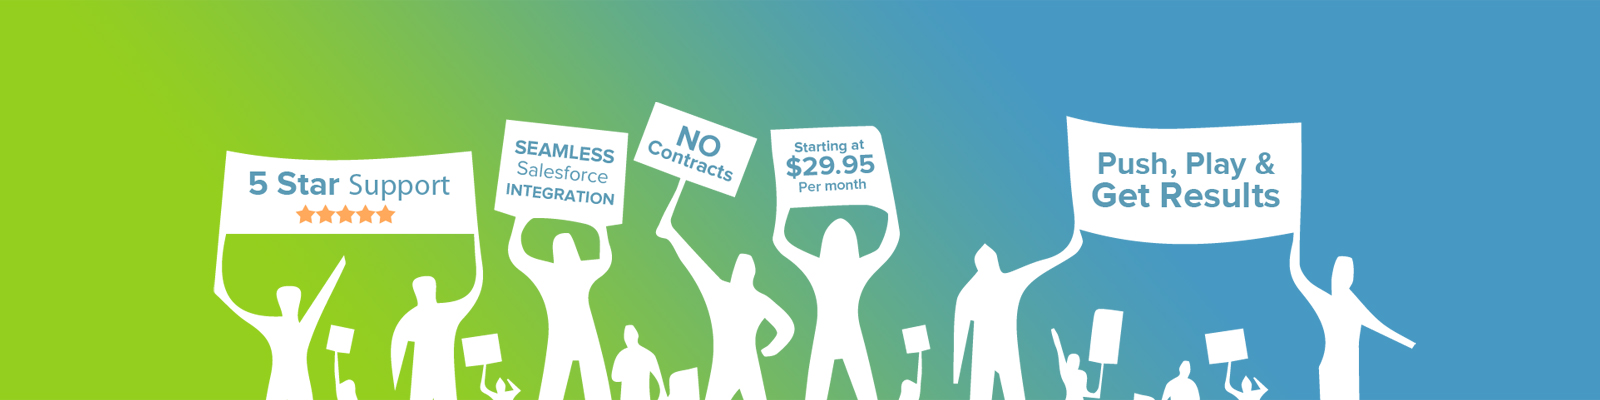 5 Star Support
SEAMLESS
Salesforce
INTEGRATION
NO
Contracts
Starting at
$29.95
Per month
Push, Play &
Get Results